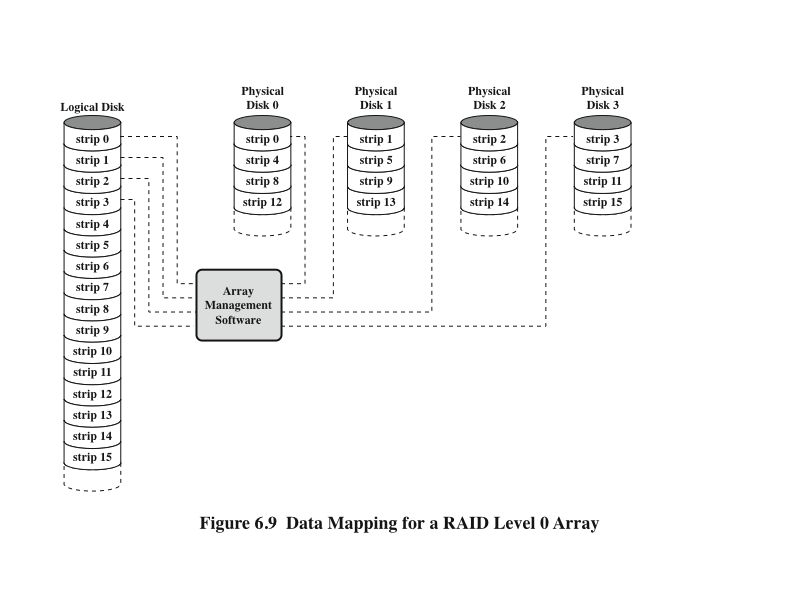 Logical Disk
strip 0
strip 1
strip 2
strip 3
strip 4
strip 5
strip 6
strip 7
strip 8
strip 9
strip 10
strip 11
strip 12
strip 13
strip 14
strip 15
Physical
Disk 0
strip 0
strip 4
strip 8
strip 12
Physical
Disk 1
strip 1
strip 5
strip 9
strip 13
Physical
Disk 2
strip 2
strip 6
strip 10
strip 14
Physical
Disk 3
strip 3
strip 7
strip 11
strip 15
Array
Management
Software
Figure 6.9  Data Mapping for a RAID Level 0 Array